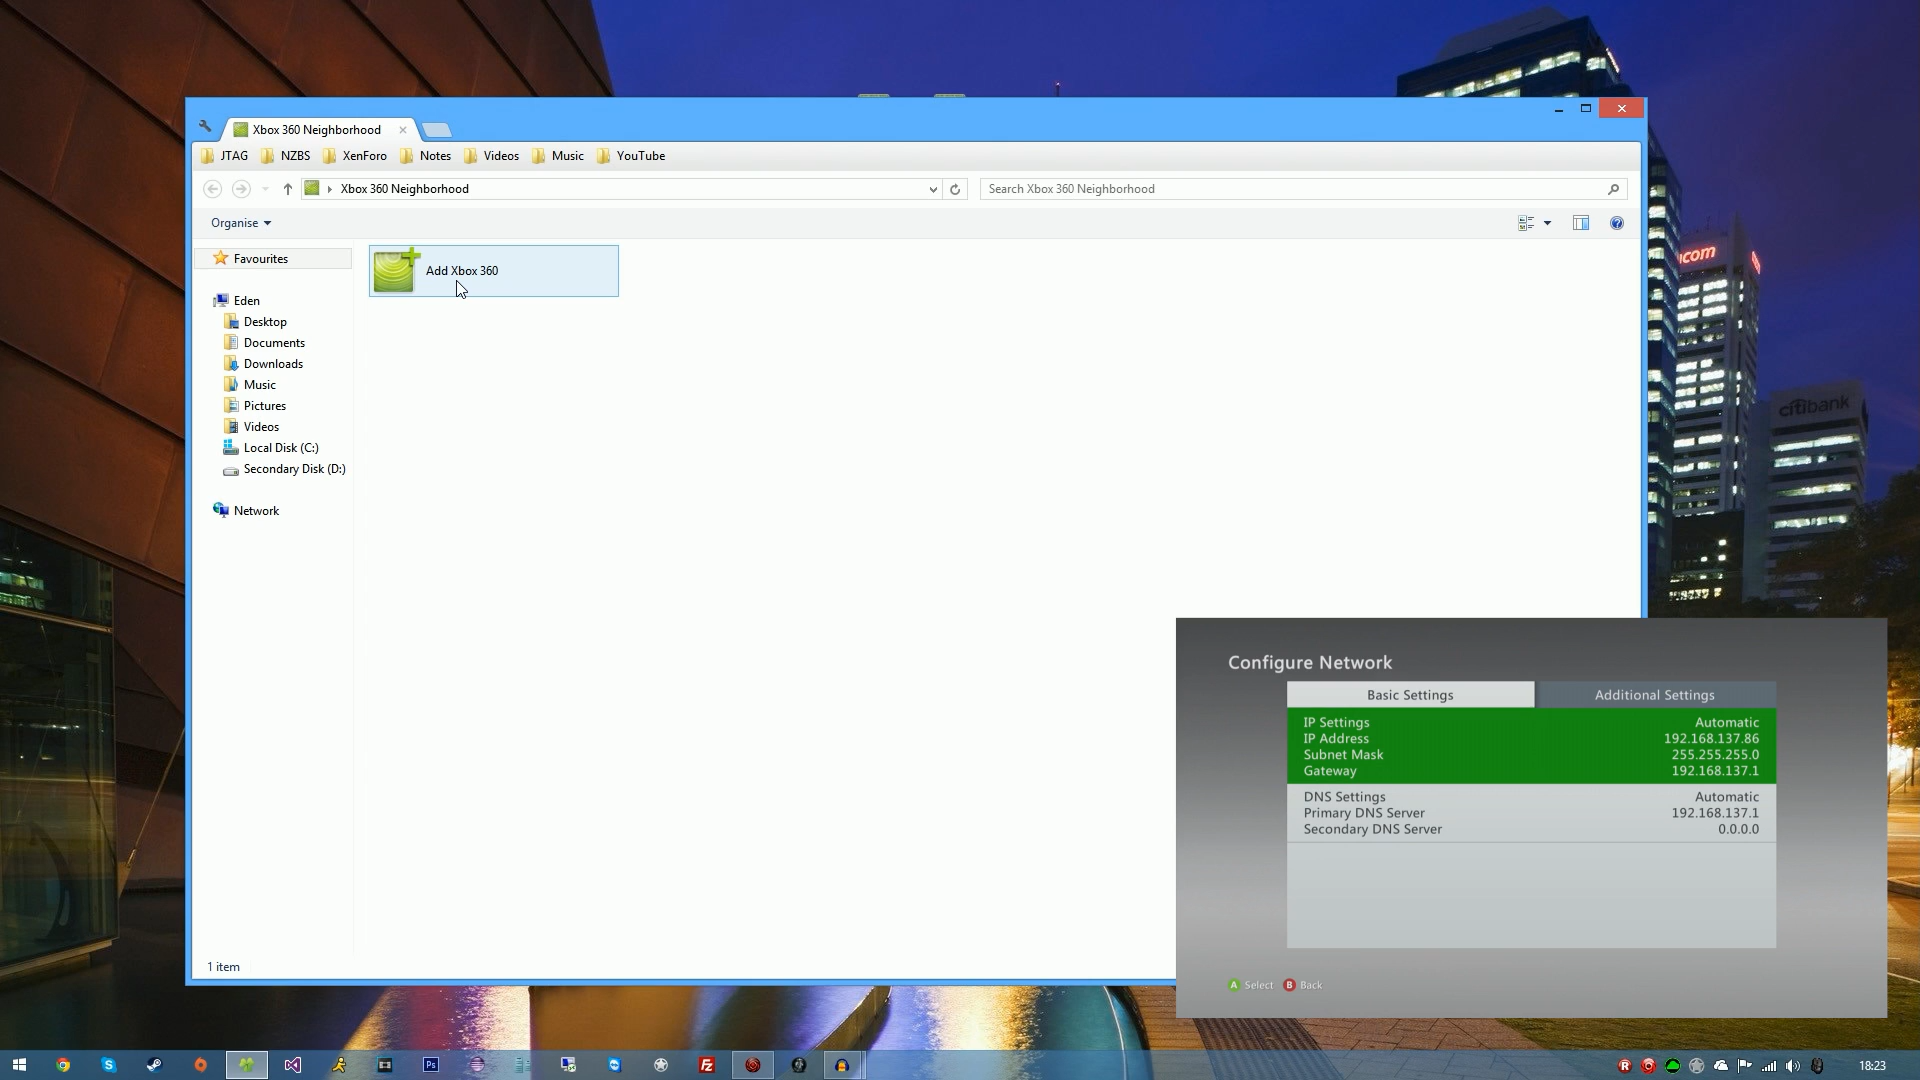 Xbox 360 Neighborhood
JTAG NZBS XenForo Notes Videos Music YouTube
Xbox 360 Neighborhood
Search Xbox 360 Neighborhood
Organise
Favourites
Add Xbox 360
Eden
Desktop
Documents
Downloads
Music
Pictures
Videos
Local Disk (C:)
Secondary Disk (D:)
Network
1 item
com
citibank
Configure Network
Basic Settings Additional Settings
IP Settings Automatic
IP Address 192.168.137.86
Subnet Mask 255.255.255.0
Gateway 192.168.137.1
DNS Settings Automatic
Primary DNS Server 192.168.137.1
Secondary DNS Server 0.0.0.0
A Select B Back
Ps
Fz
R
18:23